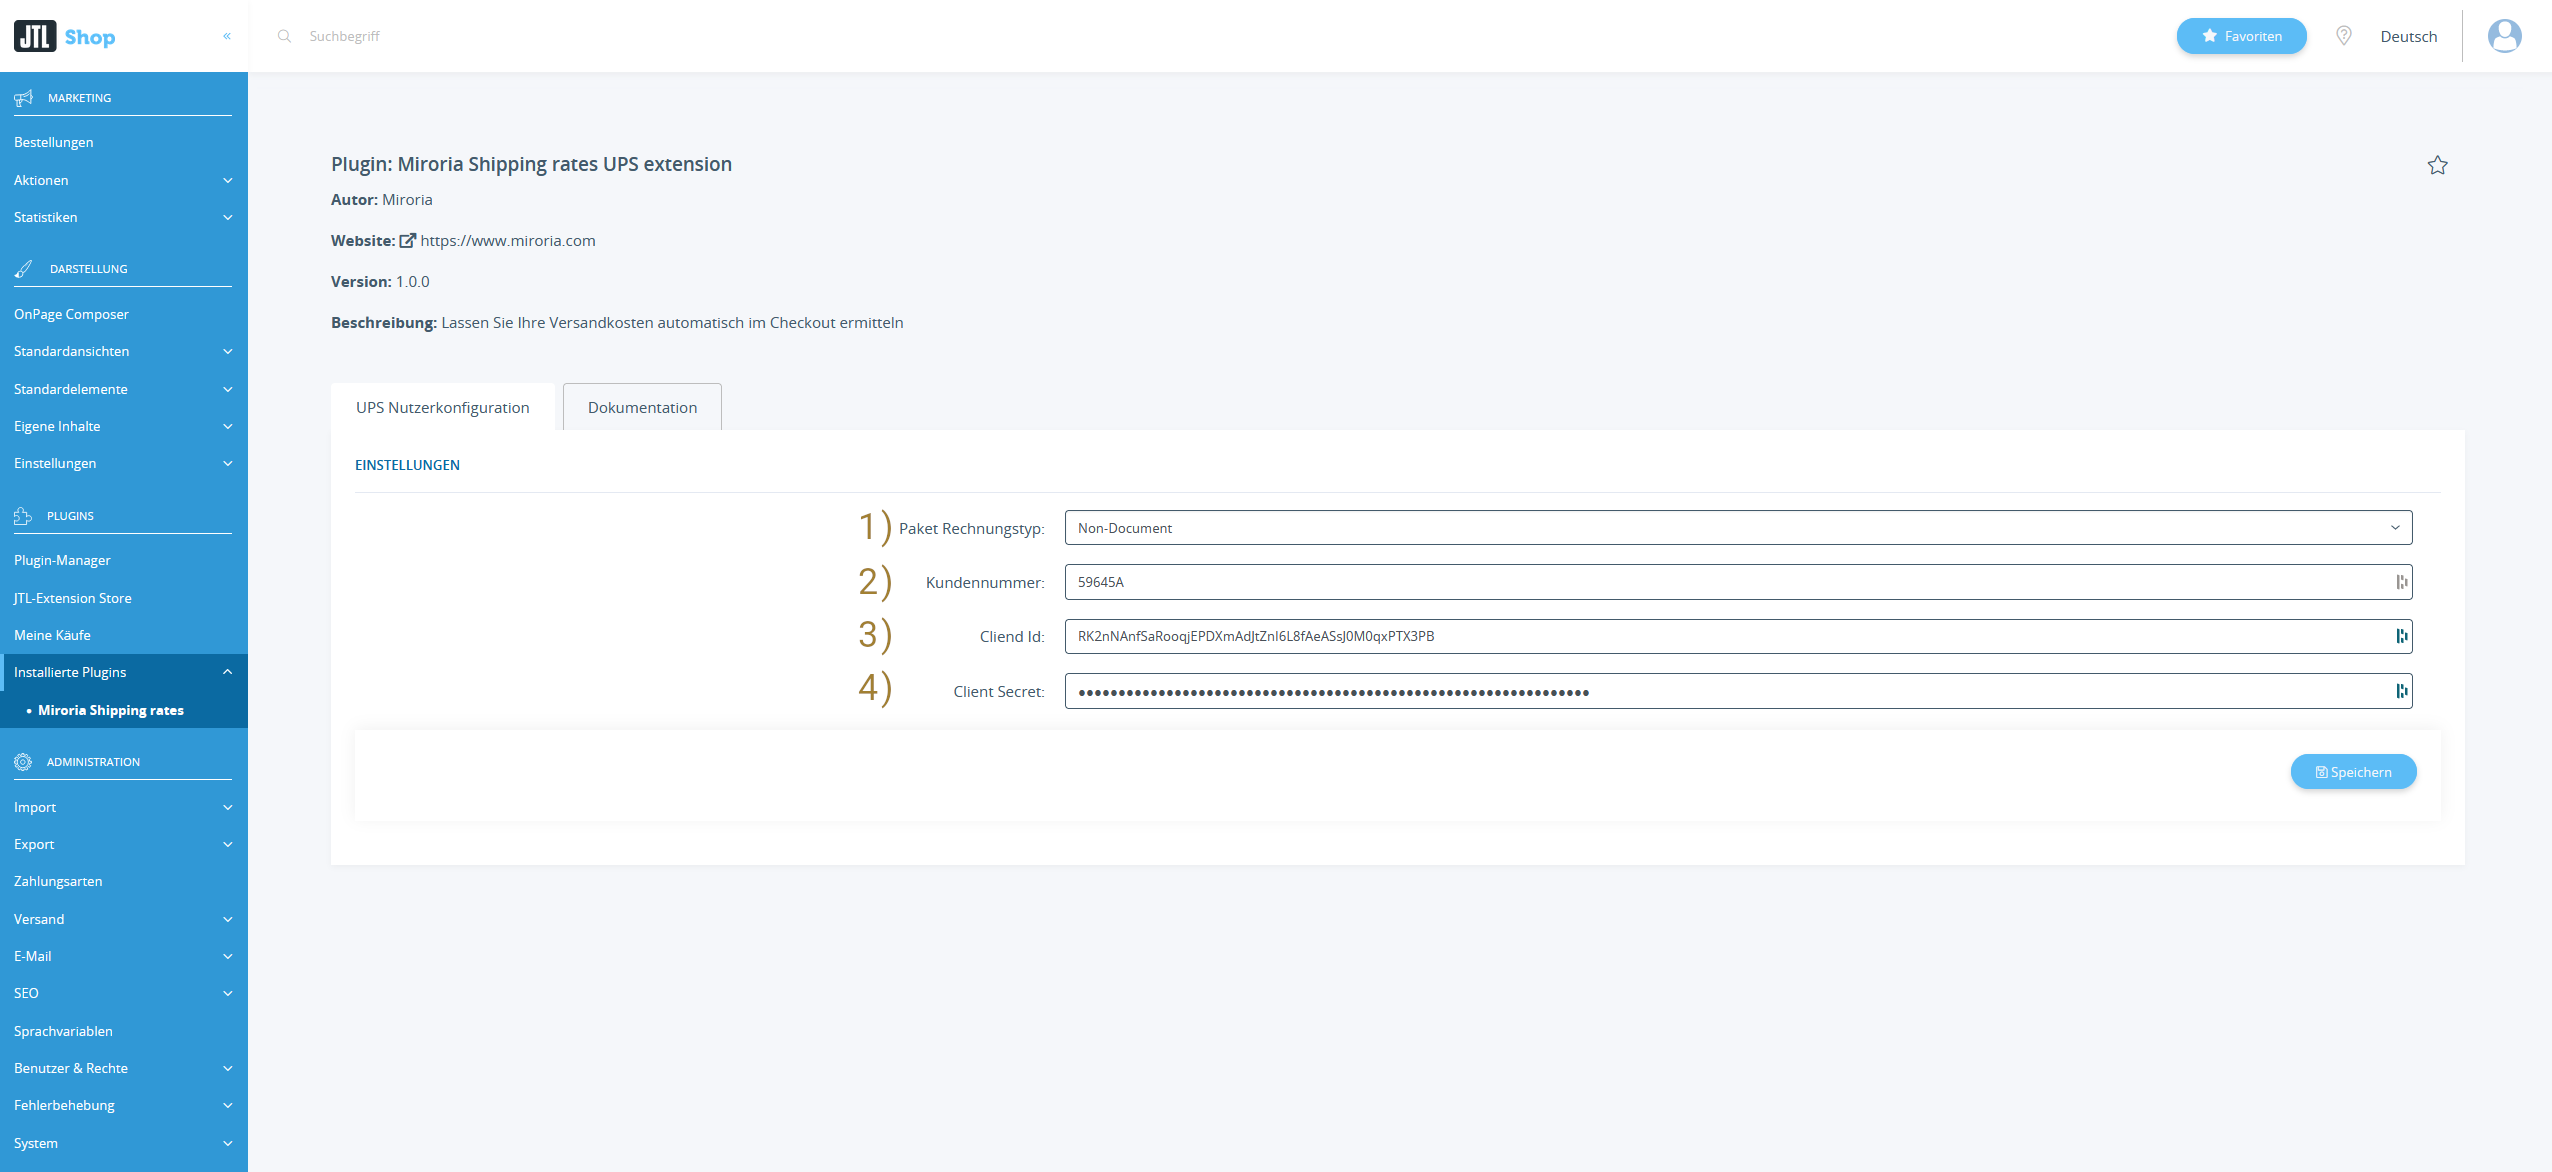 JTL Shop «
Suchbegriff
Favoriten
Deutsch
MARKETING
Bestellungen
Aktionen
Statistiken
DARSTELLUNG
OnPage Composer
Standardansichten
Standardelemente
Eigene Inhalte
Einstellungen
PLUGINS
Plugin-Manager
JTL-Extension Store
Meine Käufe
Installierte Plugins
• Miroria Shipping rates
ADMINISTRATION
Import
Export
Zahlungsarten
Versand
E-Mail
SEO
Sprachvariablen
Benutzer & Rechte
Fehlerbehebung
System
Plugin: Miroria Shipping rates UPS extension
Autor: Miroria
Website: https://www.miroria.com
Version: 1.0.0
Beschreibung: Lassen Sie Ihre Versandkosten automatisch im Checkout ermitteln
UPS Nutzerkonfiguration
Dokumentation
EINSTELLUNGEN
1) Paket Rechnungstyp: Non-Document
2) Kundennummer: 59645A
3) Cliend Id: RK2nNAnfSaRooqjEPDXmAdJtZnI6L8fAeASsJ0M0qxPTX3PB
4) Client Secret:
Speichern